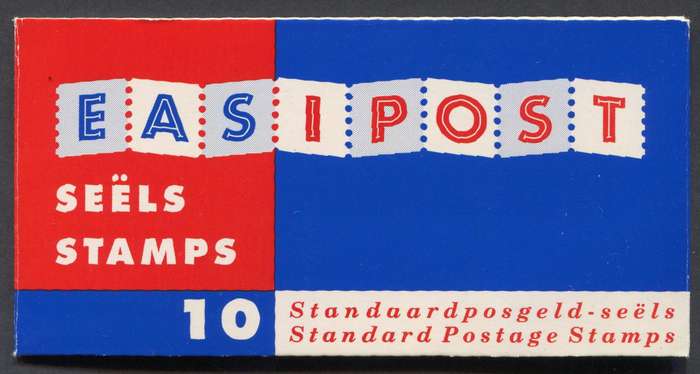 EASIPOST
SEËLS
STAMPS
10
Standaardposgeld-seëls
Standard Postage Stamps